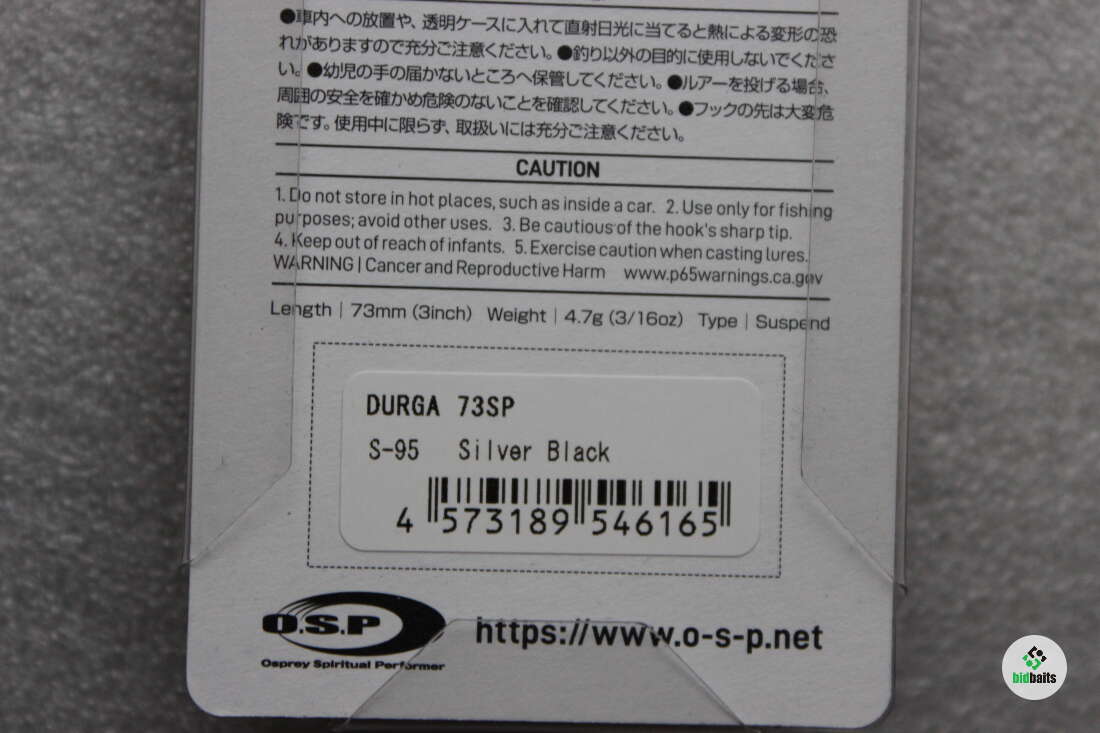 ●車内への放置や、透明ケースに入れて直射日光に当てると熱による変形の恐
れがありますので充分ご注意ください。●釣り以外の目的に使用しないでくださ
い。●幼児の手の届かないところへ保管してください。●ルアーを投げる場合、
周囲の安全を確かめ危険のないことを確認してください。●フックの先は大変危
険です。使用中に限らず、取扱いには充分ご注意ください。
CAUTION
1. Do not store in hot places, such as inside a car. 2. Use only for fishing
purposes; avoid other uses. 3. Be cautious of the hook's sharp tip.
4. Keep out of reach of infants. 5. Exercise caution when casting lures.
WARNING | Cancer and Reproductive Harm www.p65warnings.ca.gov
Length | 73mm (3inch) Weight | 4.7g (3/16oz) Type | Suspend
DURGA 73SP
S-95 Silver Black
4 573189 546165
O.S.P
Osprey Spiritual Performer
https://www.o-s-p.net
bidbaits